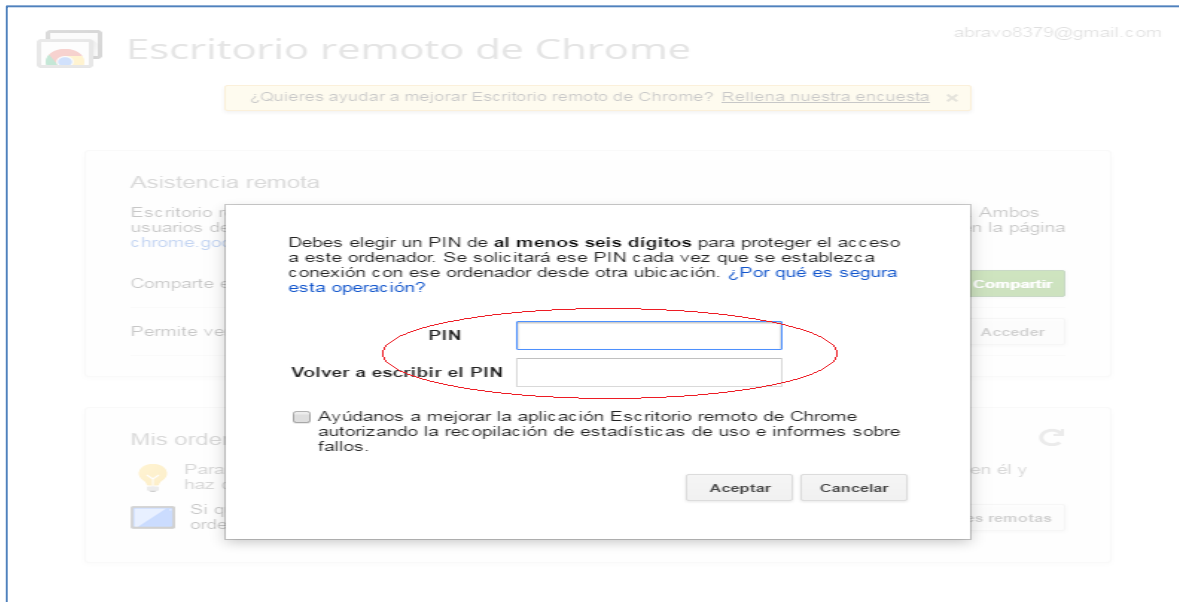 Escritorio remoto de Chrome
abravo8379@gmail.com
¿Quieres ayudar a mejorar Escritorio remoto de Chrome? Rellena nuestra encuesta ×
Asistencia remota
Escritorio
Ambos
usuarios de
la página
chrome.goo
Debes elegir un PIN de al menos seis dígitos para proteger el acceso
a este ordenador. Se solicitará ese PIN cada vez que se establezca
conexión con ese ordenador desde otra ubicación. ¿Por qué es segura
esta operación?
Comparte e
Compartir
Permite ve
Acceder
PIN
Volver a escribir el PIN
Ayúdanos a mejorar la aplicación Escritorio remoto de Chrome
autorizando la recopilación de estadísticas de uso e informes sobre
fallos.
Mis orde
Para
en él y
haz
Aceptar
Cancelar
Si q
orde
es remotas